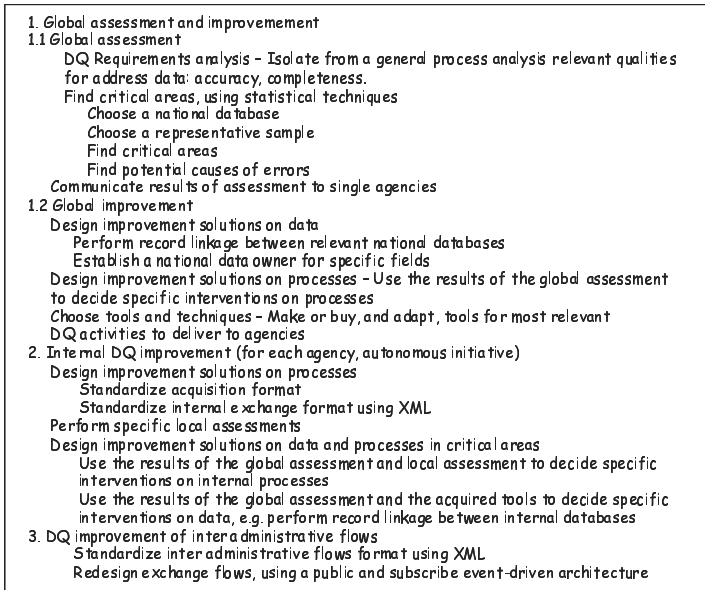 1. Global assessment and improvemement
1.1 Global assessment
DQ Requirements analysis – Isolate from a general process analysis relevant qualities
for address data: accuracy, completeness.
Find critical areas, using statistical techniques
Choose a national database
Choose a representative sample
Find critical areas
Find potential causes of errors
Communicate results of assessment to single agencies
1.2 Global improvement
Design improvement solutions on data
Perform record linkage between relevant national databases
Establish a national data owner for specific fields
Design improvement solutions on processes – Use the results of the global assessment
to decide specific interventions on processes
Choose tools and techniques – Make or buy, and adapt, tools for most relevant
DQ activities to deliver to agencies
2. Internal DQ improvement (for each agency, autonomous initiative)
Design improvement solutions on processes
Standardize acquisition format
Standardize internal exchange format using XML
Perform specific local assessments
Design improvement solutions on data and processes in critical areas
Use the results of the global assessment and local assessment to decide specific
interventions on internal processes
Use the results of the global assessment and the acquired tools to decide specific
interventions on data, e.g. perform record linkage between internal databases
3. DQ improvement of interadministrative flows
Standardize interadministrative flows format using XML
Redesign exchange flows, using a public and subscribe event-driven architecture